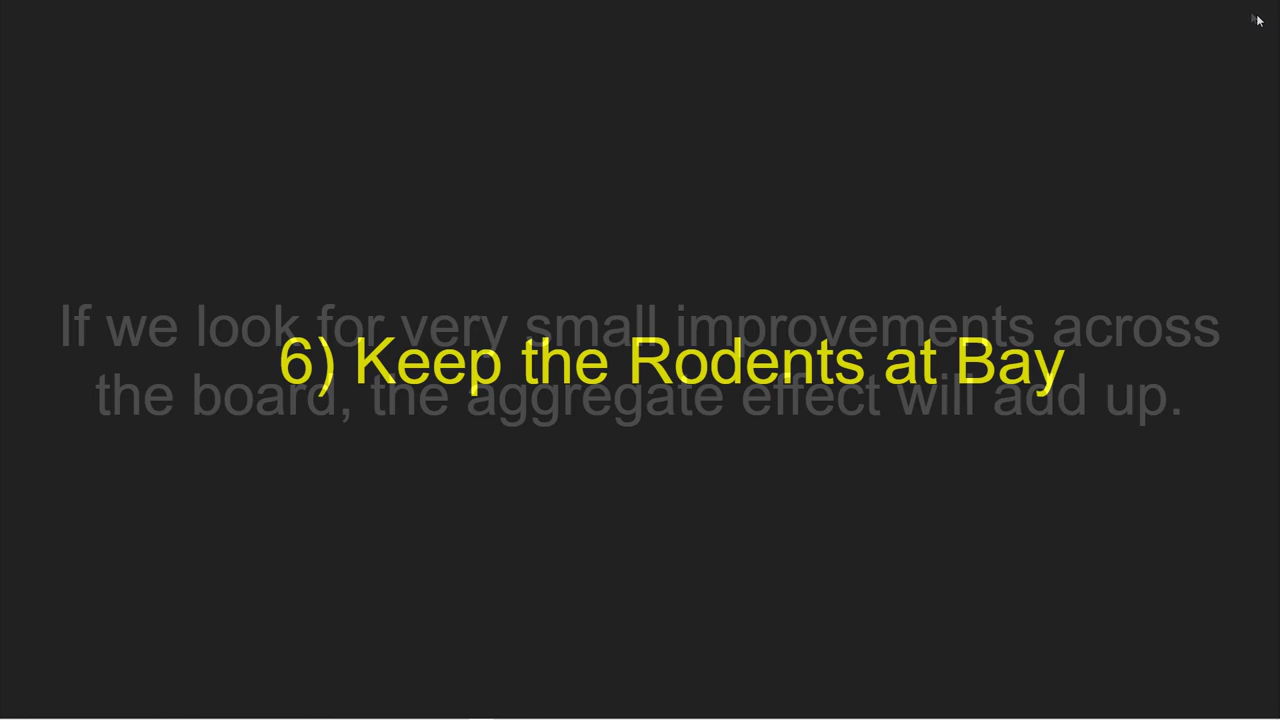 If we look for very small improvements across
6) Keep the Rodents at Bay
the board, the aggregate effect will add up.